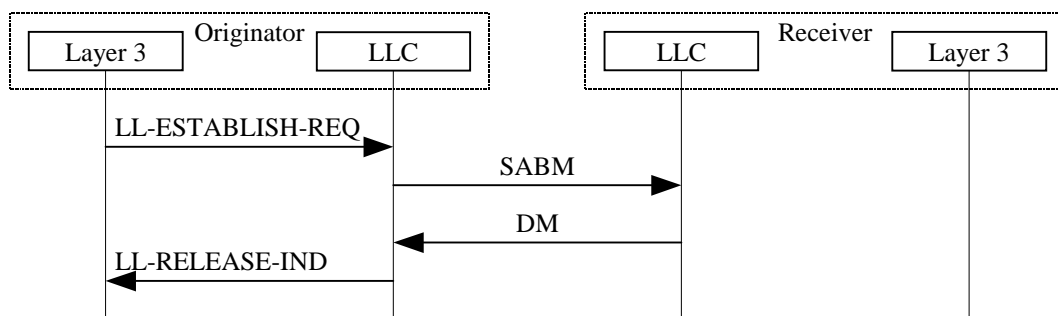 Originator
Receiver
Layer 3
LLC
LLC
Layer 3
LL-ESTABLISH-REQ
SABM
DM
LL-RELEASE-IND